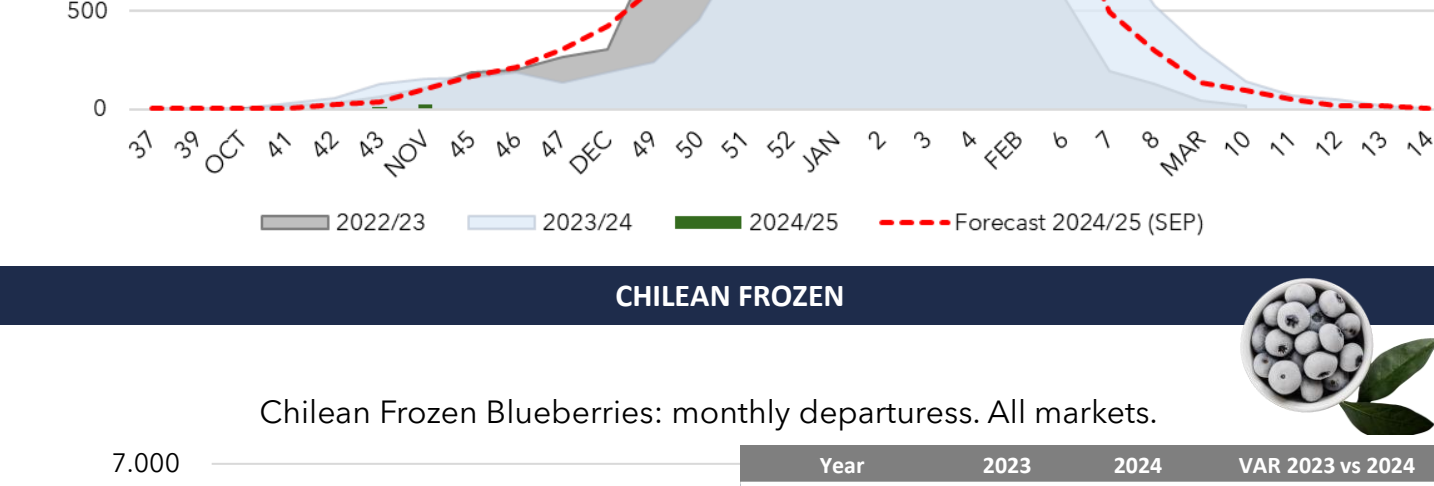 500
0
37 39 OCT 41 42 43 NOV 45 46 47 DEC 49 50 51 52 JAN 2 3 4 FEB 6 7 8 MAR 10 11 12 13 14
2022/23 2023/24 2024/25 Forecast 2024/25 (SEP)
CHILEAN FROZEN
Chilean Frozen Blueberries: monthly departuress. All markets.
7.000
Year 2023 2024 VAR 2023 vs 2024